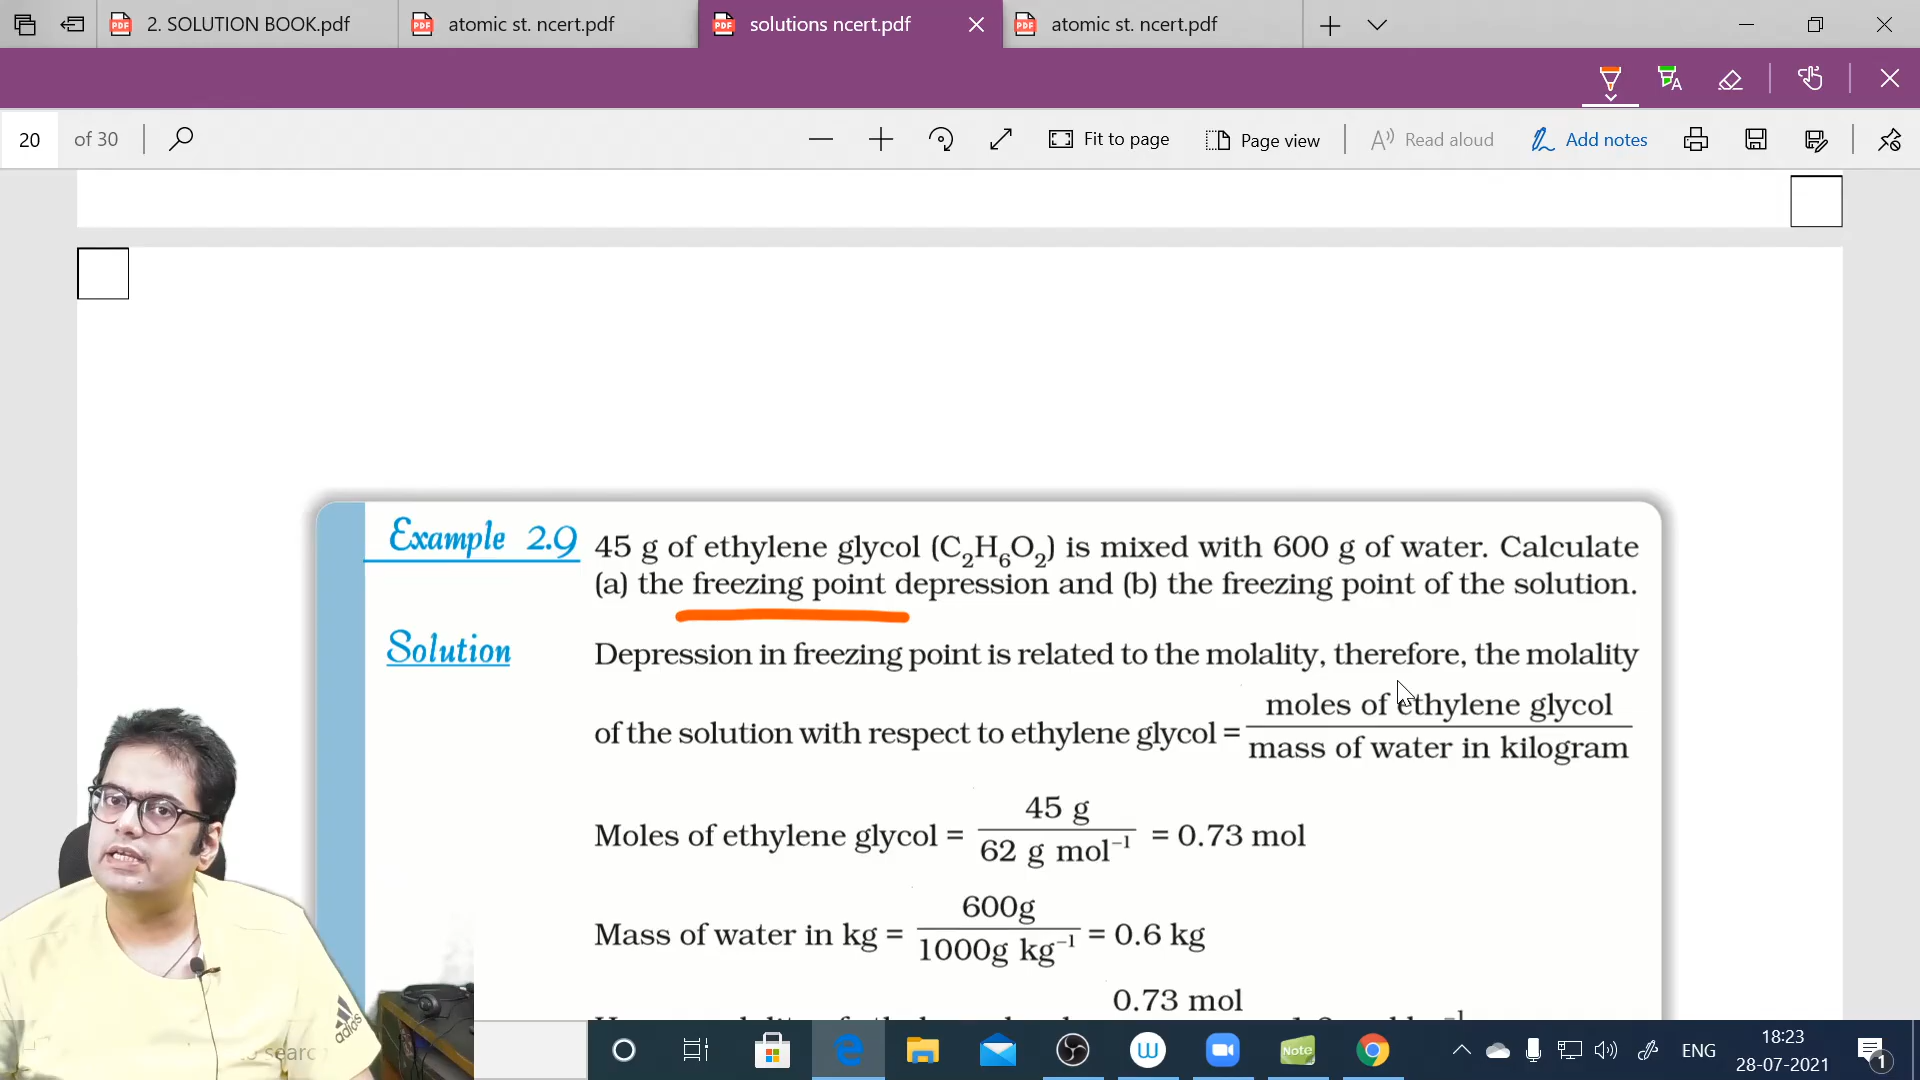 2. SOLUTION BOOK.pdf
atomic st. ncert.pdf
solutions ncert.pdf
atomic st. ncert.pdf
20 of 30
Fit to page
Page view
Read aloud
Add notes
Example 2.9
45 g of ethylene glycol (C₂H₆O₂) is mixed with 600 g of water. Calculate
(a) the freezing point depression and (b) the freezing point of the solution.
Solution
Depression in freezing point is related to the molality, therefore, the molality
of the solution with respect to ethylene glycol = moles of ethylene glycol / mass of water in kilogram
Moles of ethylene glycol = 45 g / 62 g mol⁻¹ = 0.73 mol
Mass of water in kg = 600g / 1000g kg⁻¹ = 0.6 kg
0.73 mol
adidas
Note
ENG
18:23
28-07-2021
1